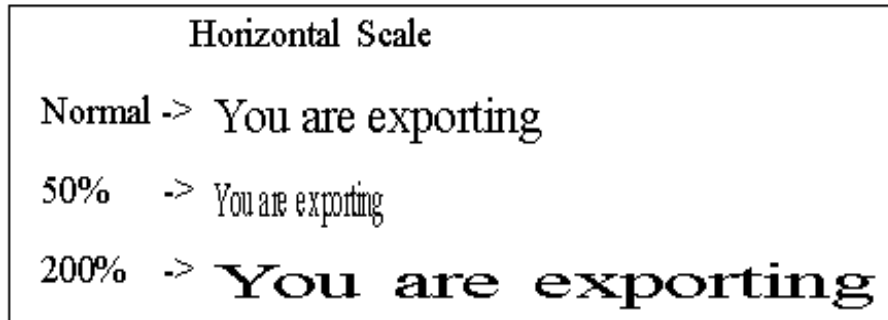 Horizontal Scale
Normal -> You are exporting
50% -> You are exporting
200% -> You are exporting